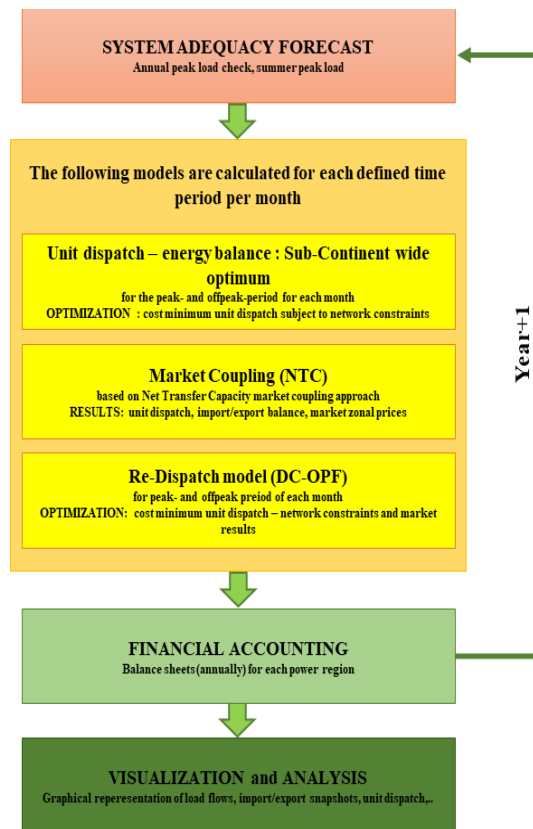 SYSTEM ADEQUACY FORECAST
Annual peak load check, summer peak load
The following models are calculated for each defined time
period per month
Unit dispatch – energy balance : Sub-Continent wide
optimum
for the peak- and offpeak-period for each month
OPTIMIZATION : cost minimum unit dispatch subject to network constraints
Market Coupling (NTC)
based on Net Transfer Capacity market coupling approach
RESULTS: unit dispatch, import/export balance, market zonal prices
Re-Dispatch model (DC-OPF)
for peak- and offpeak preiod of each month
OPTIMIZATION: cost minimum unit dispatch – network constraints and market
results
Year+1
FINANCIAL ACCOUNTING
Balance sheets (annually) for each power region
VISUALIZATION and ANALYSIS
Graphical reperesentation of load flows, import/export snapshots, unit dispatch,..